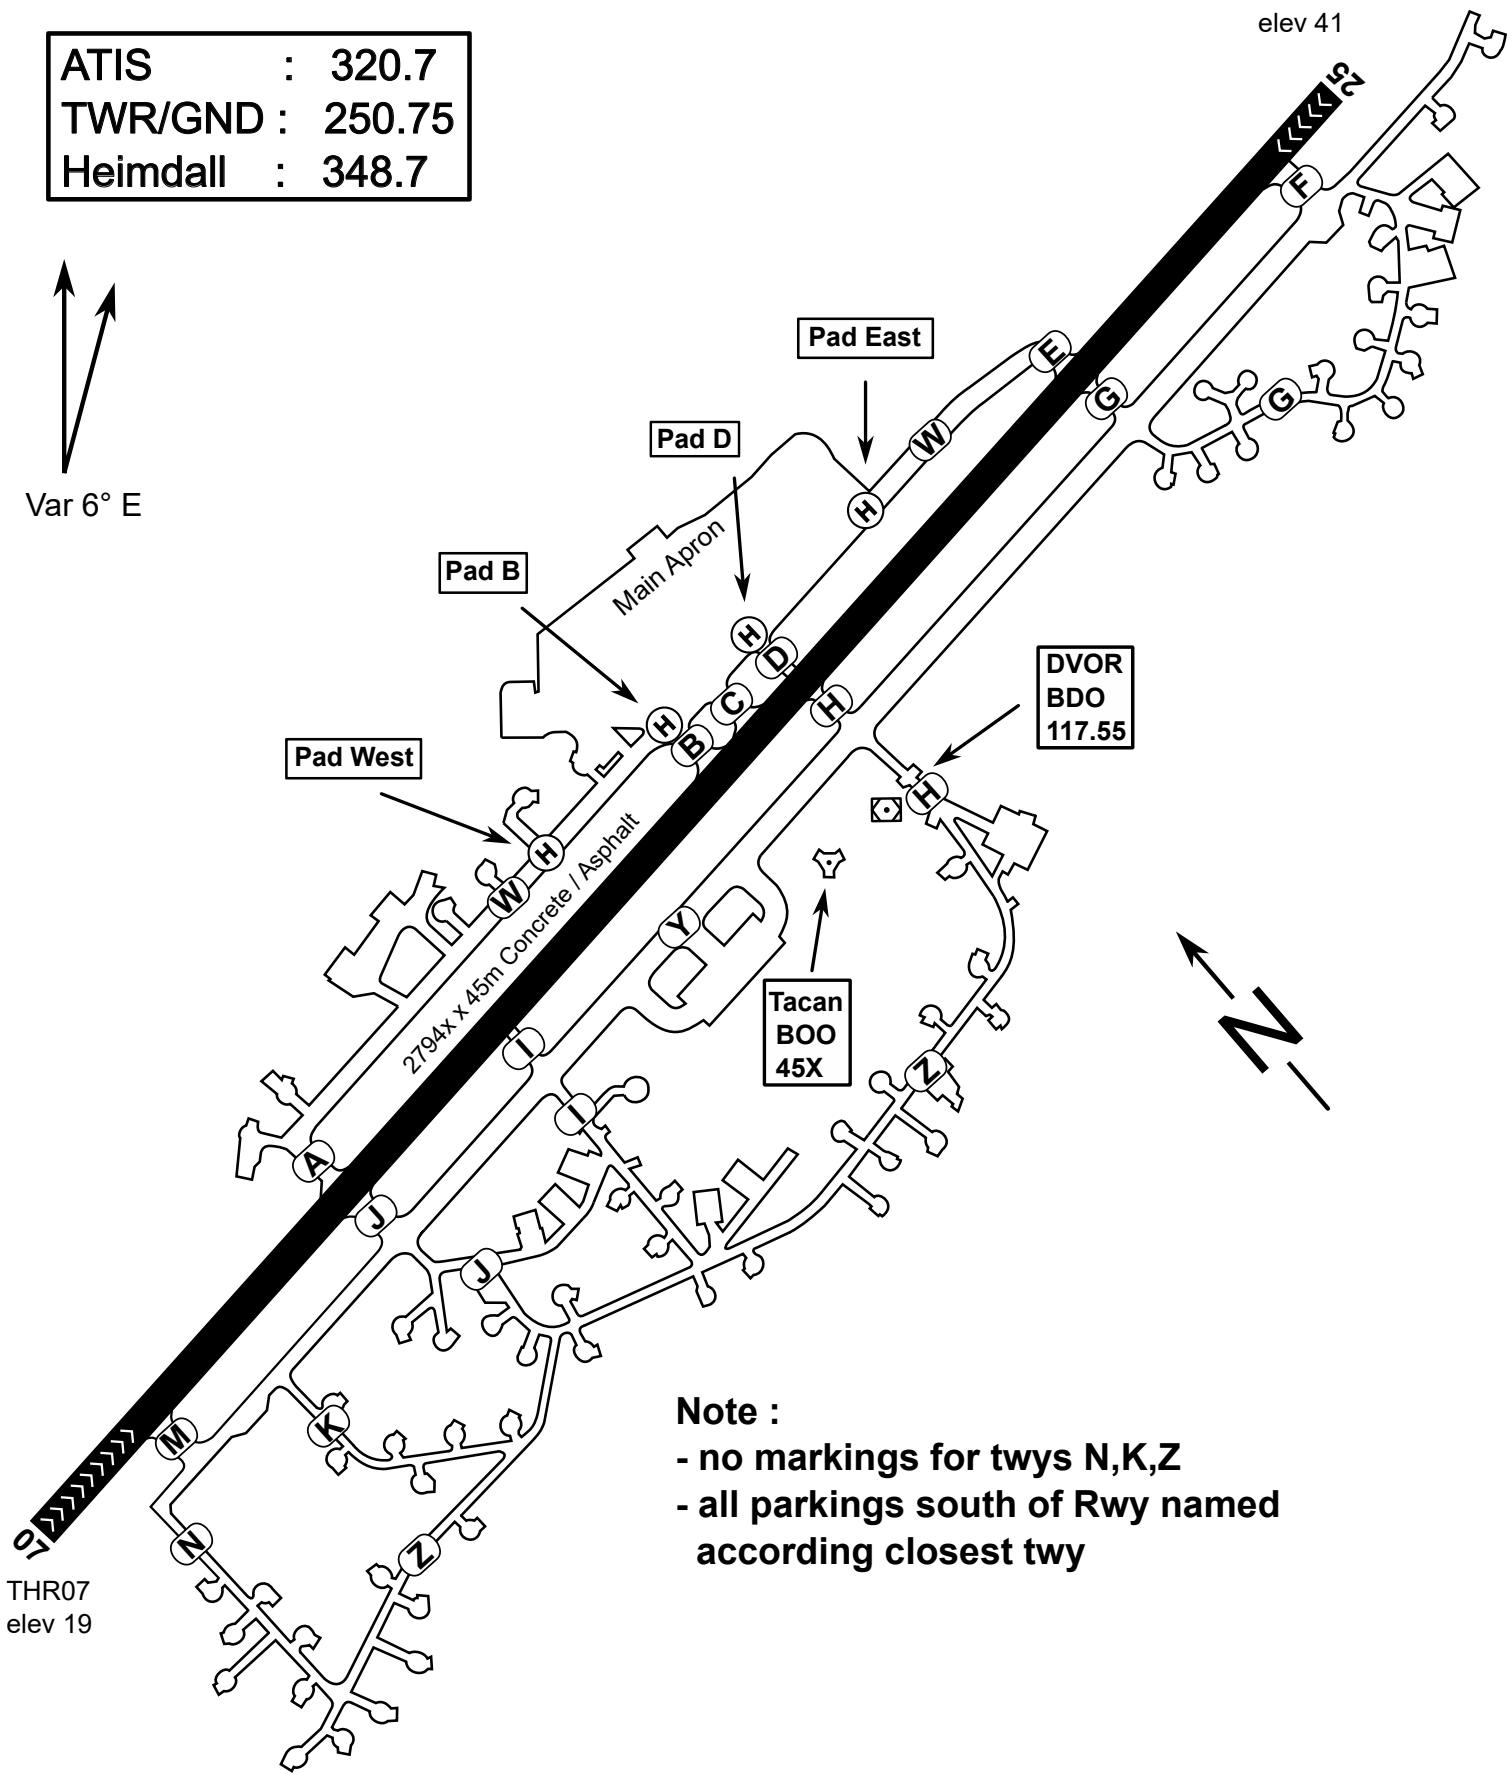 elev 41
25
ATIS : 320.7
TWR/GND : 250.75
Heimdall : 348.7
F
Pad East
E
G
G
Pad D
W
Var 6° E
H
Main Apron
Pad B
H
D
DVOR
BDO
117.55
C
H
H
B
Pad West
H
H
W
2794x x 45m Concrete / Asphalt
Y
Tacan
BOO
45X
N
I
Z
I
A
J
J
Note :
- no markings for twys N,K,Z
- all parkings south of Rwy named
according closest twy
K
M
N
Z
07
THR07
elev 19